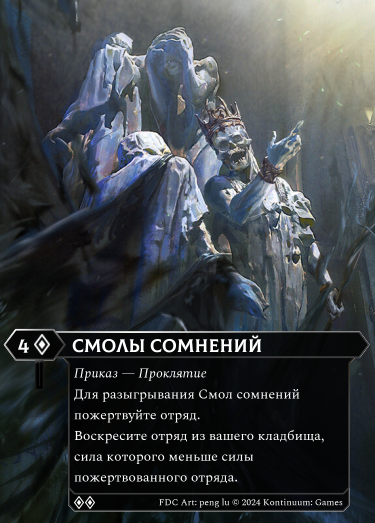 4 СМОЛЫ СОМНЕНИЙ
Приказ — Проклятие
Для разыгрывания Смол сомнений
пожертвуйте отряд.
Воскресите отряд из вашего кладбища,
сила которого меньше силы
пожертвованного отряда.
FDC Art: peng lu © 2024 Kontinuum: Games